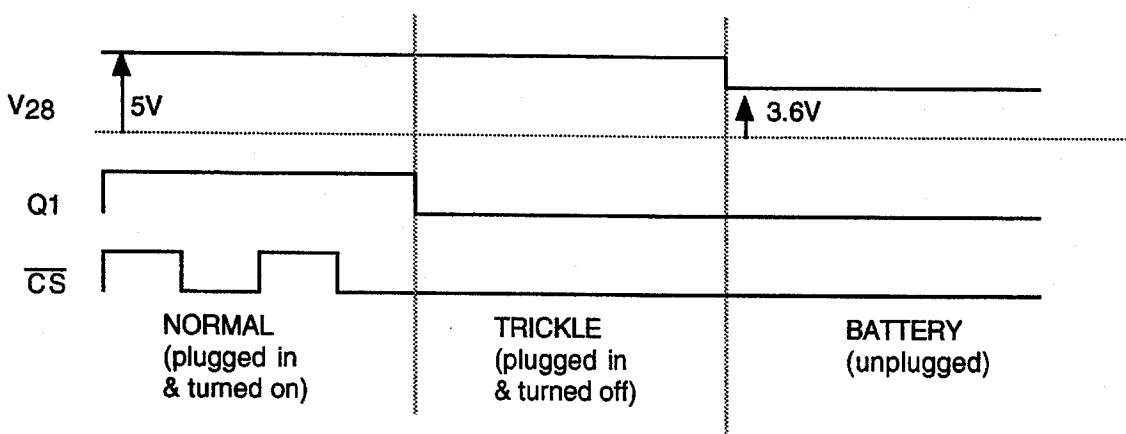 V28
5V
3.6V
Q1
CS
NORMAL
(plugged in
& turned on)
TRICKLE
(plugged in
& turned off)
BATTERY
(unplugged)